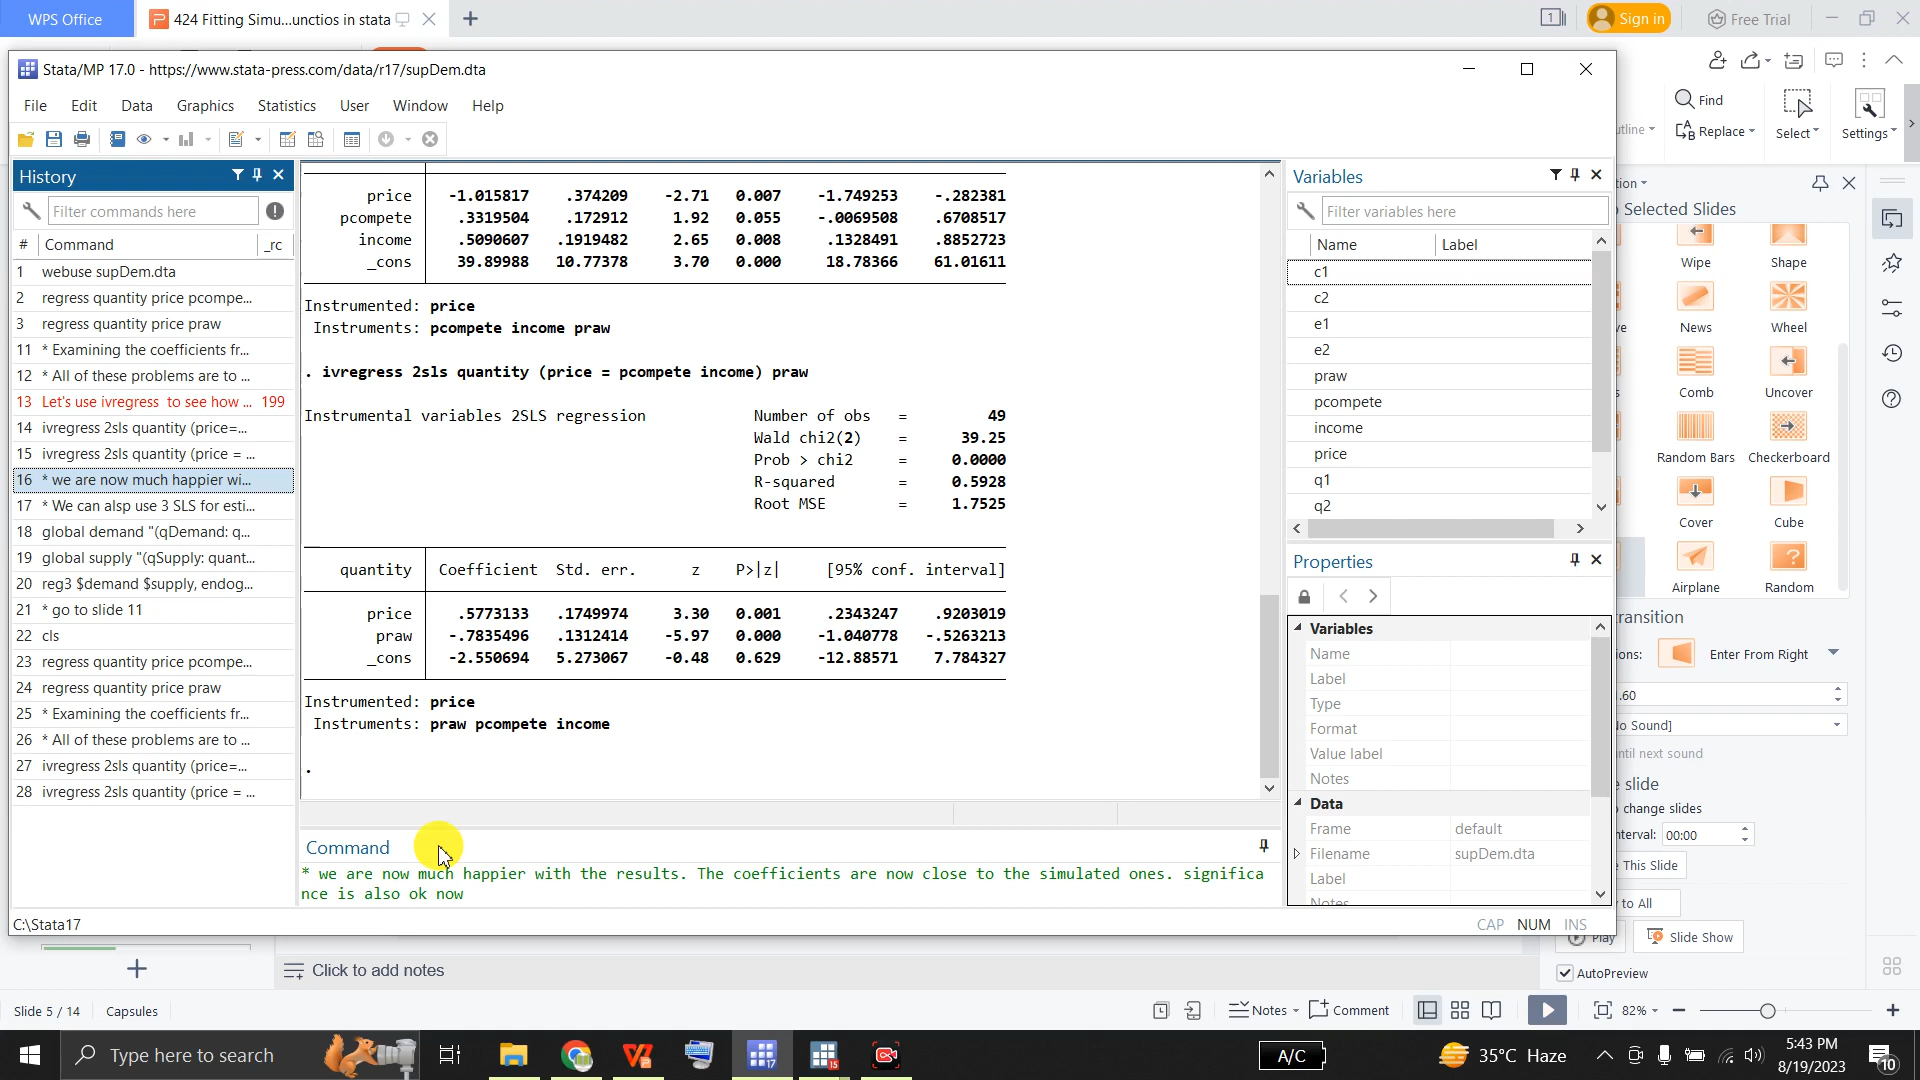 WPS Office
424 Fitting Simu...unctios in stata
Sign in
Free Trial
Stata/MP 17.0 - https://www.stata-press.com/data/r17/supDem.dta
File Edit Data Graphics Statistics User Window Help
Find
Replace
Select
Settings
History
Filter commands here
# Command _rc
1 webuse supDem.dta
2 regress quantity price pcompe...
3 regress quantity price praw
11 * Examining the coefficients fr...
12 * All of these problems are to ...
13 Let's use ivregress to see how ... 199
14 ivregress 2sls quantity (price=...
15 ivregress 2sls quantity (price = ...
16 * we are now much happier wi...
17 * We can alsp use 3 SLS for esti...
18 global demand "(qDemand: q...
19 global supply "(qSupply: quant...
20 reg3 $demand $supply, endog...
21 * go to slide 11
22 cls
23 regress quantity price pcompe...
24 regress quantity price praw
25 * Examining the coefficients fr...
26 * All of these problems are to ...
27 ivregress 2sls quantity (price=...
28 ivregress 2sls quantity (price = ...
price -1.015817 .374209 -2.71 0.007 -1.749253 -.282381
pcompete .3319504 .172912 1.92 0.055 -.0069508 .6708517
income .5090607 .1919482 2.65 0.008 .1328491 .8852723
_cons 39.89988 10.77378 3.70 0.000 18.78366 61.01611
Instrumented: price
Instruments: pcompete income praw
. ivregress 2sls quantity (price = pcompete income) praw
Instrumental variables 2SLS regression Number of obs = 49
Wald chi2(2) = 39.25
Prob > chi2 = 0.0000
R-squared = 0.5928
Root MSE = 1.7525
quantity Coefficient Std. err. z P>|z| [95% conf. interval]
price .5773133 .1749974 3.30 0.001 .2343247 .9203019
praw -.7835496 .1312414 -5.97 0.000 -1.040778 -.5263213
_cons -2.550694 5.273067 -0.48 0.629 -12.88571 7.784327
Instrumented: price
Instruments: praw pcompete income
.
Command
* we are now much happier with the results. The coefficients are now close to the simulated ones. significa
nce is also ok now
C:\Stata17
CAP NUM INS
Variables
Filter variables here
Name Label
c1
c2
e1
e2
praw
pcompete
income
price
q1
q2
Properties
Variables
Name
Label
Type
Format
Value label
Notes
Data
Frame default
Filename supDem.dta
Label
Notes
Selected Slides
Wipe Shape
News Wheel
Comb Uncover
Random Bars Checkerboard
Cover Cube
Airplane Random
Enter From Right
.60
No Sound]
until next sound
e slide
change slides
00:00
This Slide
to All
Play
Slide Show
AutoPreview
Click to add notes
Slide 5 / 14 Capsules
Notes
Comment
82%
Type here to search
17
15
A/C
35°C Haze
5:43 PM
8/19/2023
10